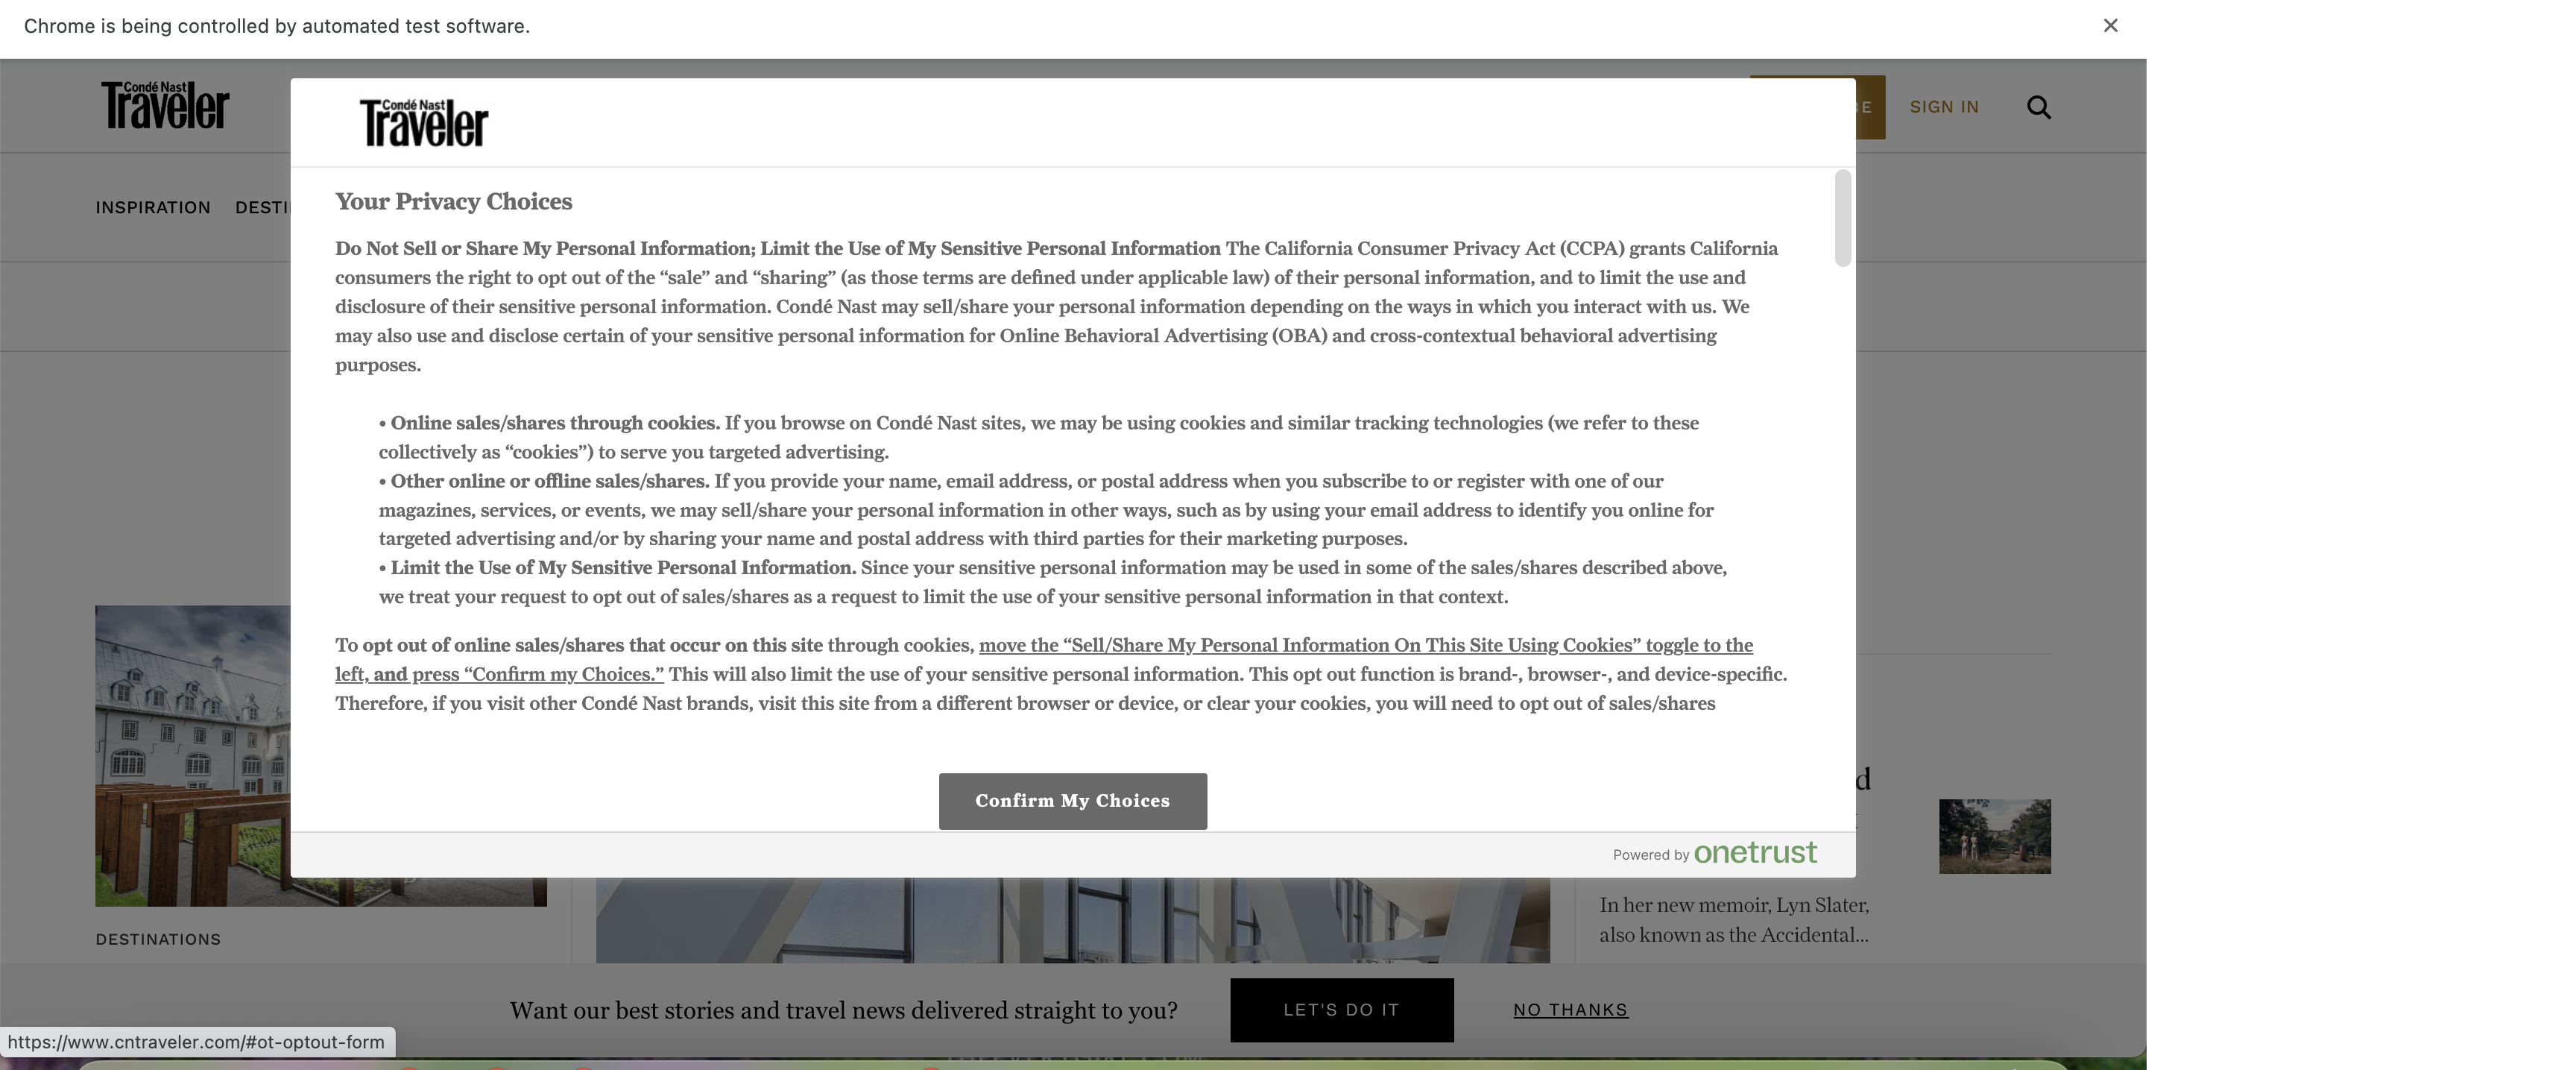 Chrome is being controlled by automated test software.
Condé Nast
Traveler
SIGN IN
INSPIRATION
Condé Nast
Traveler
Your Privacy Choices
Do Not Sell or Share My Personal Information; Limit the Use of My Sensitive Personal Information The California Consumer Privacy Act (CCPA) grants California
consumers the right to opt out of the “sale” and “sharing” (as those terms are defined under applicable law) of their personal information, and to limit the use and
disclosure of their sensitive personal information. Condé Nast may sell/share your personal information depending on the ways in which you interact with us. We
may also use and disclose certain of your sensitive personal information for Online Behavioral Advertising (OBA) and cross-contextual behavioral advertising
purposes.
• Online sales/shares through cookies. If you browse on Condé Nast sites, we may be using cookies and similar tracking technologies (we refer to these
collectively as “cookies”) to serve you targeted advertising.
• Other online or offline sales/shares. If you provide your name, email address, or postal address when you subscribe to or register with one of our
magazines, services, or events, we may sell/share your personal information in other ways, such as by using your email address to identify you online for
targeted advertising and/or by sharing your name and postal address with third parties for their marketing purposes.
• Limit the Use of My Sensitive Personal Information. Since your sensitive personal information may be used in some of the sales/shares described above,
we treat your request to opt out of sales/shares as a request to limit the use of your sensitive personal information in that context.
To opt out of online sales/shares that occur on this site through cookies, move the “Sell/Share My Personal Information On This Site Using Cookies” toggle to the
left, and press “Confirm my Choices.” This will also limit the use of your sensitive personal information. This opt out function is brand-, browser-, and device-specific.
Therefore, if you visit other Condé Nast brands, visit this site from a different browser or device, or clear your cookies, you will need to opt out of sales/shares
Confirm My Choices
Powered by onetrust
In her new memoir, Lyn Slater,
also known as the Accidental...
DESTINATIONS
Want our best stories and travel news delivered straight to you?
LET'S DO IT
NO THANKS
https://www.cntraveler.com/#ot-optout-form